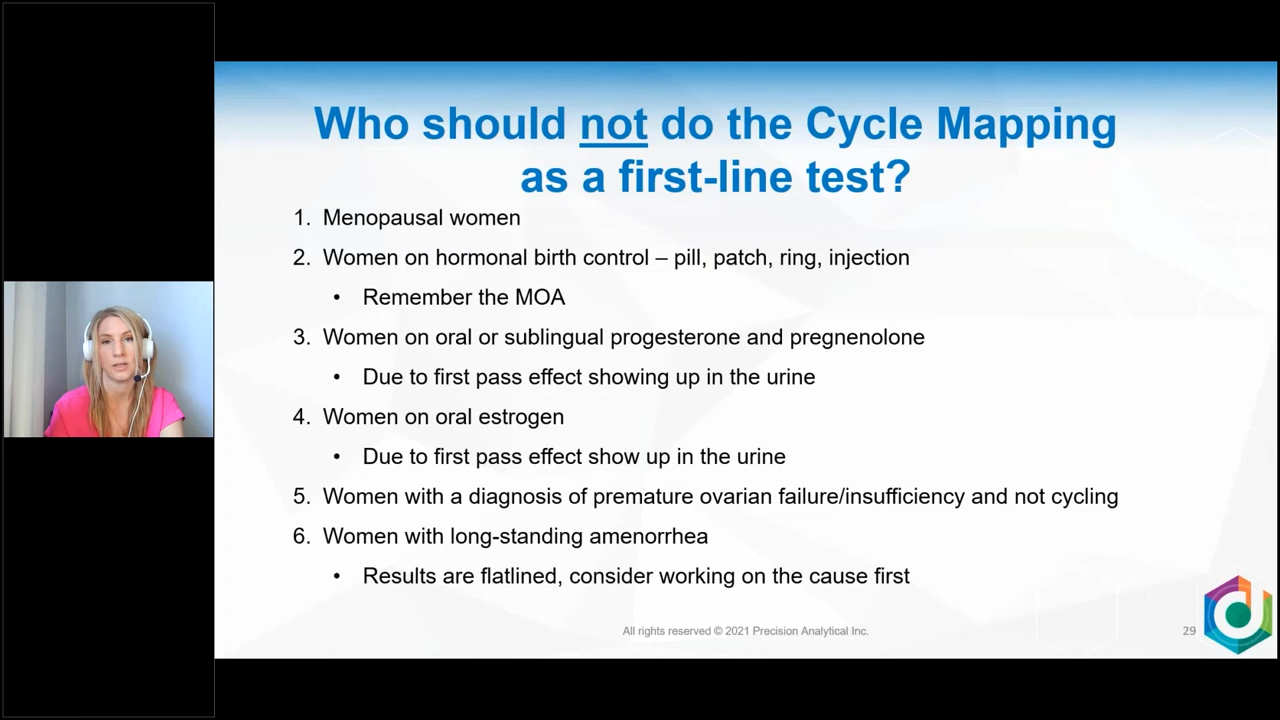 Who should not do the Cycle Mapping
as a first-line test?
1. Menopausal women
2. Women on hormonal birth control – pill, patch, ring, injection
• Remember the MOA
3. Women on oral or sublingual progesterone and pregnenolone
• Due to first pass effect showing up in the urine
4. Women on oral estrogen
• Due to first pass effect show up in the urine
5. Women with a diagnosis of premature ovarian failure/insufficiency and not cycling
6. Women with long-standing amenorrhea
• Results are flatlined, consider working on the cause first
All rights reserved © 2021 Precision Analytical Inc.
29